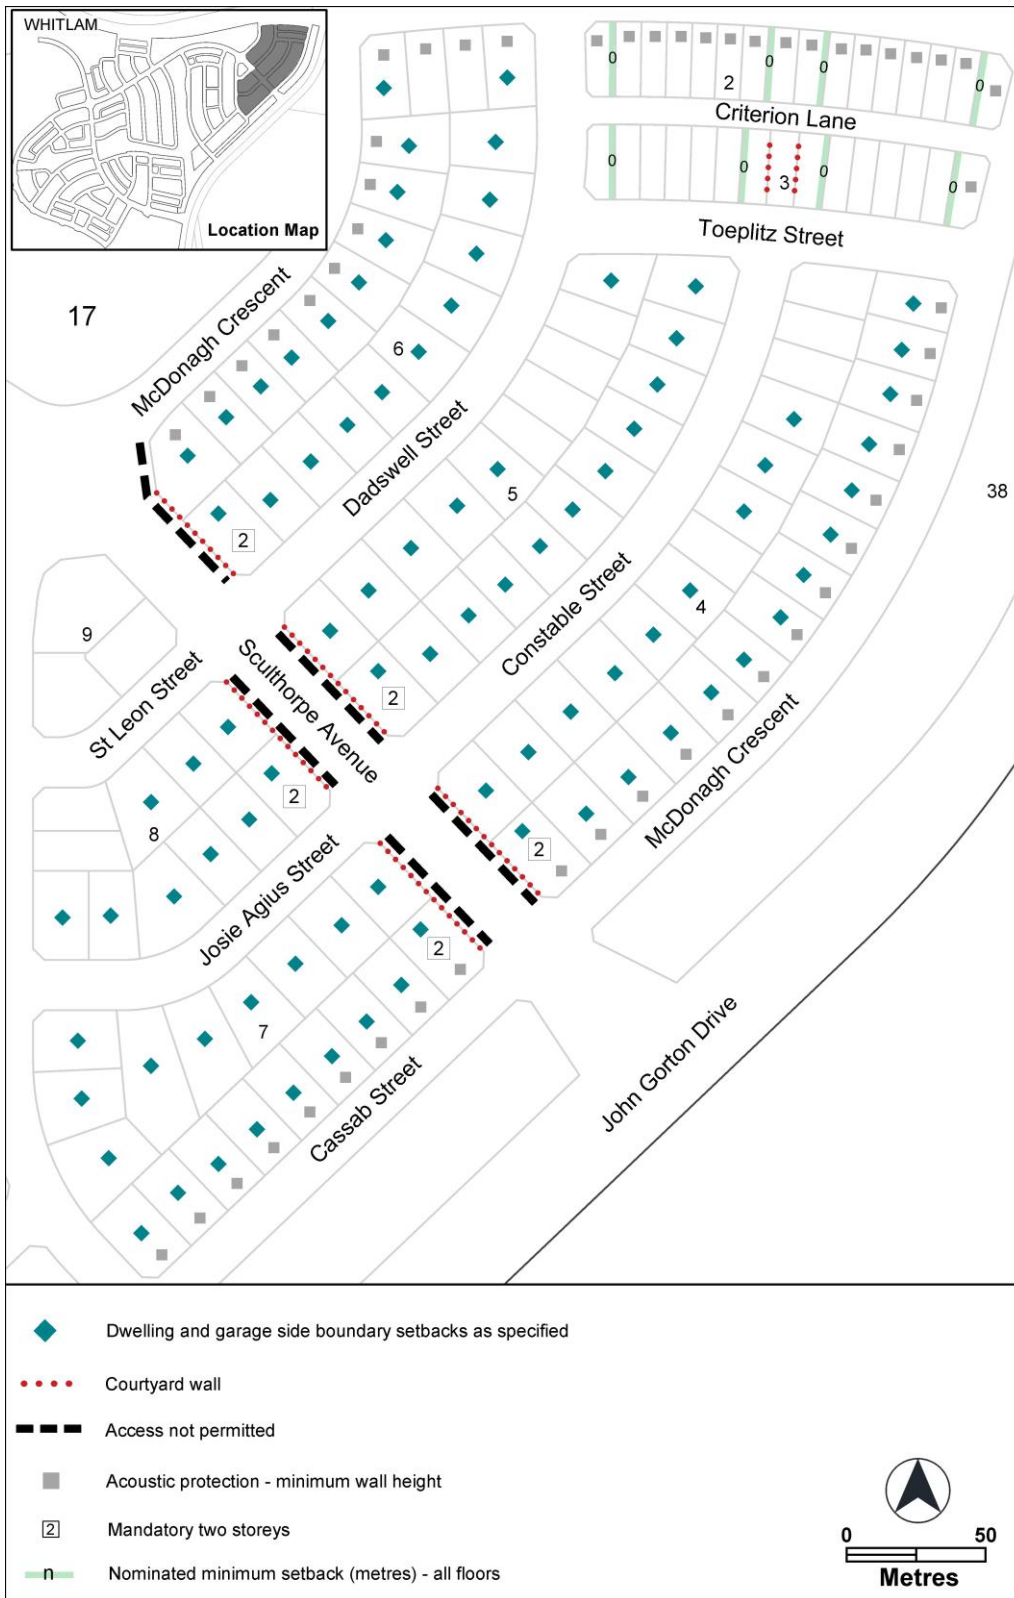 WHITLAM
Location Map
17
McDonagh Crescent
6
Dadswell Street
2
0
0
0
0
2
Criterion Lane
0
0
0
0
3
Toeplitz Street
5
38
9
St Leon Street
Sculthorpe Avenue
2
Constable Street
4
8
2
McDonagh Crescent
2
Josie Agius Street
2
7
Cassab Street
John Gorton Drive
Dwelling and garage side boundary setbacks as specified
Courtyard wall
Access not permitted
Acoustic protection - minimum wall height
2 Mandatory two storeys
n Nominated minimum setback (metres) - all floors
0 50
Metres